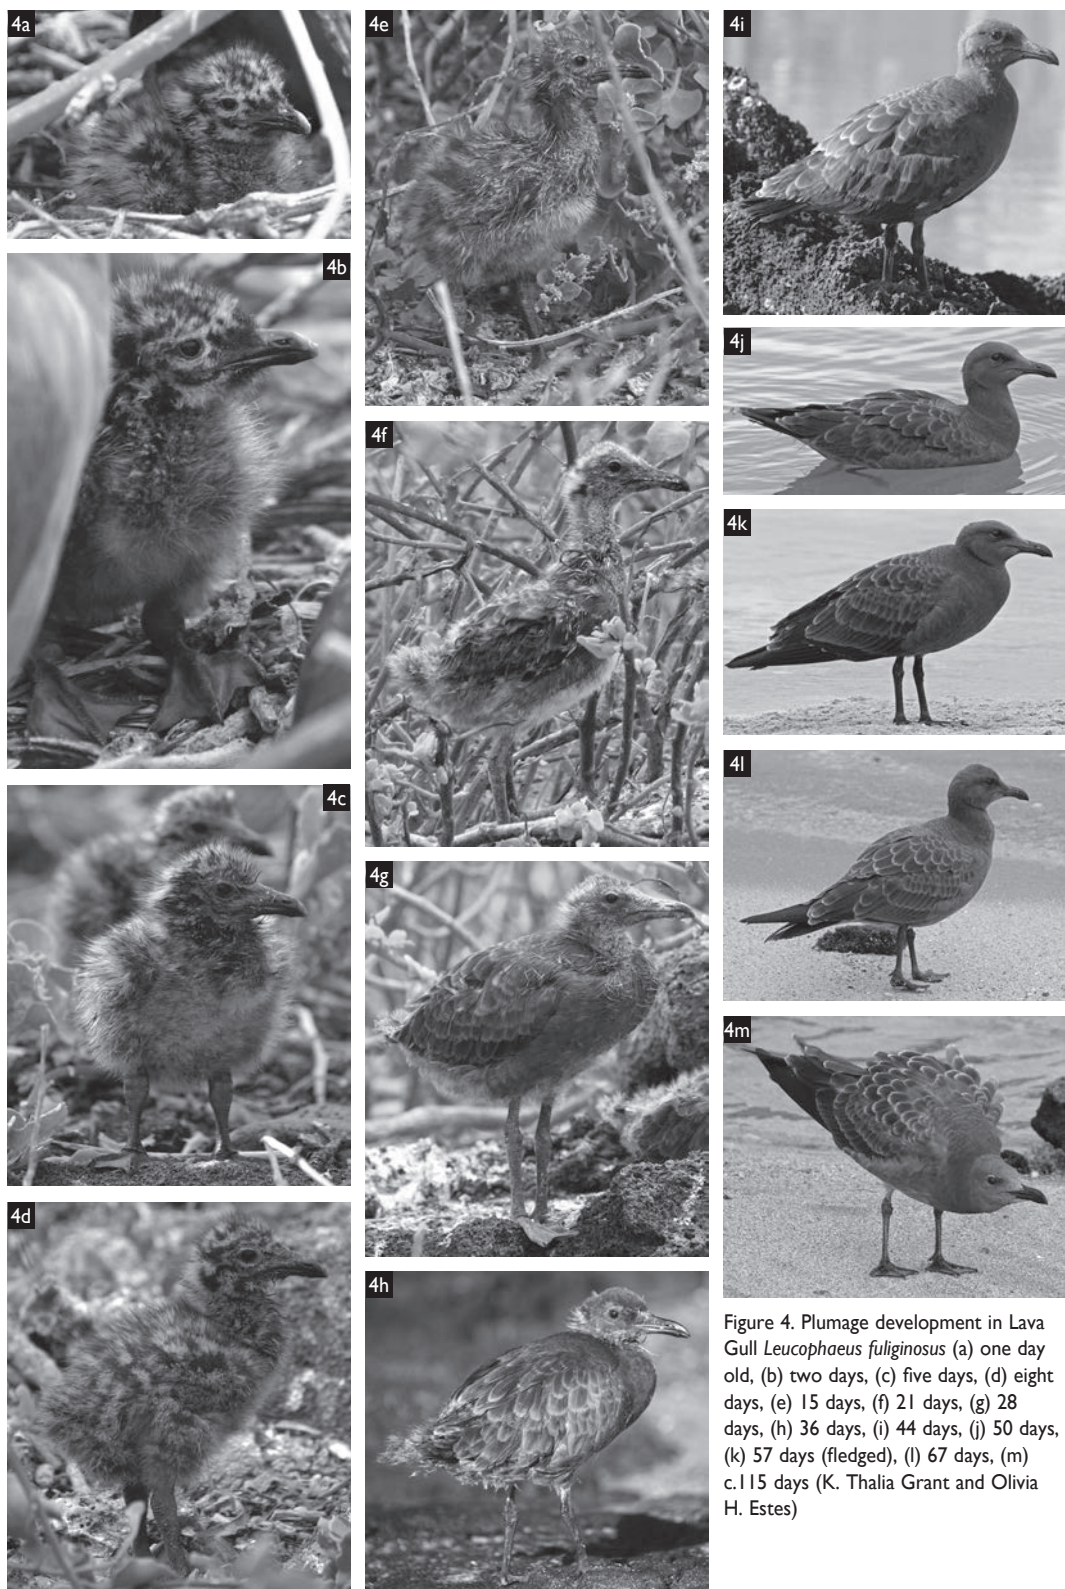 4a
4b
4c
4d
4e
4f
4g
4h
4i
4j
4k
4l
4m
Figure 4. Plumage development in Lava
Gull Leucophaeus fuliginosus (a) one day
old, (b) two days, (c) five days, (d) eight
days, (e) 15 days, (f) 21 days, (g) 28
days, (h) 36 days, (i) 44 days, (j) 50 days,
(k) 57 days (fledged), (l) 67 days, (m)
c.115 days (K. Thalia Grant and Olivia
H. Estes)